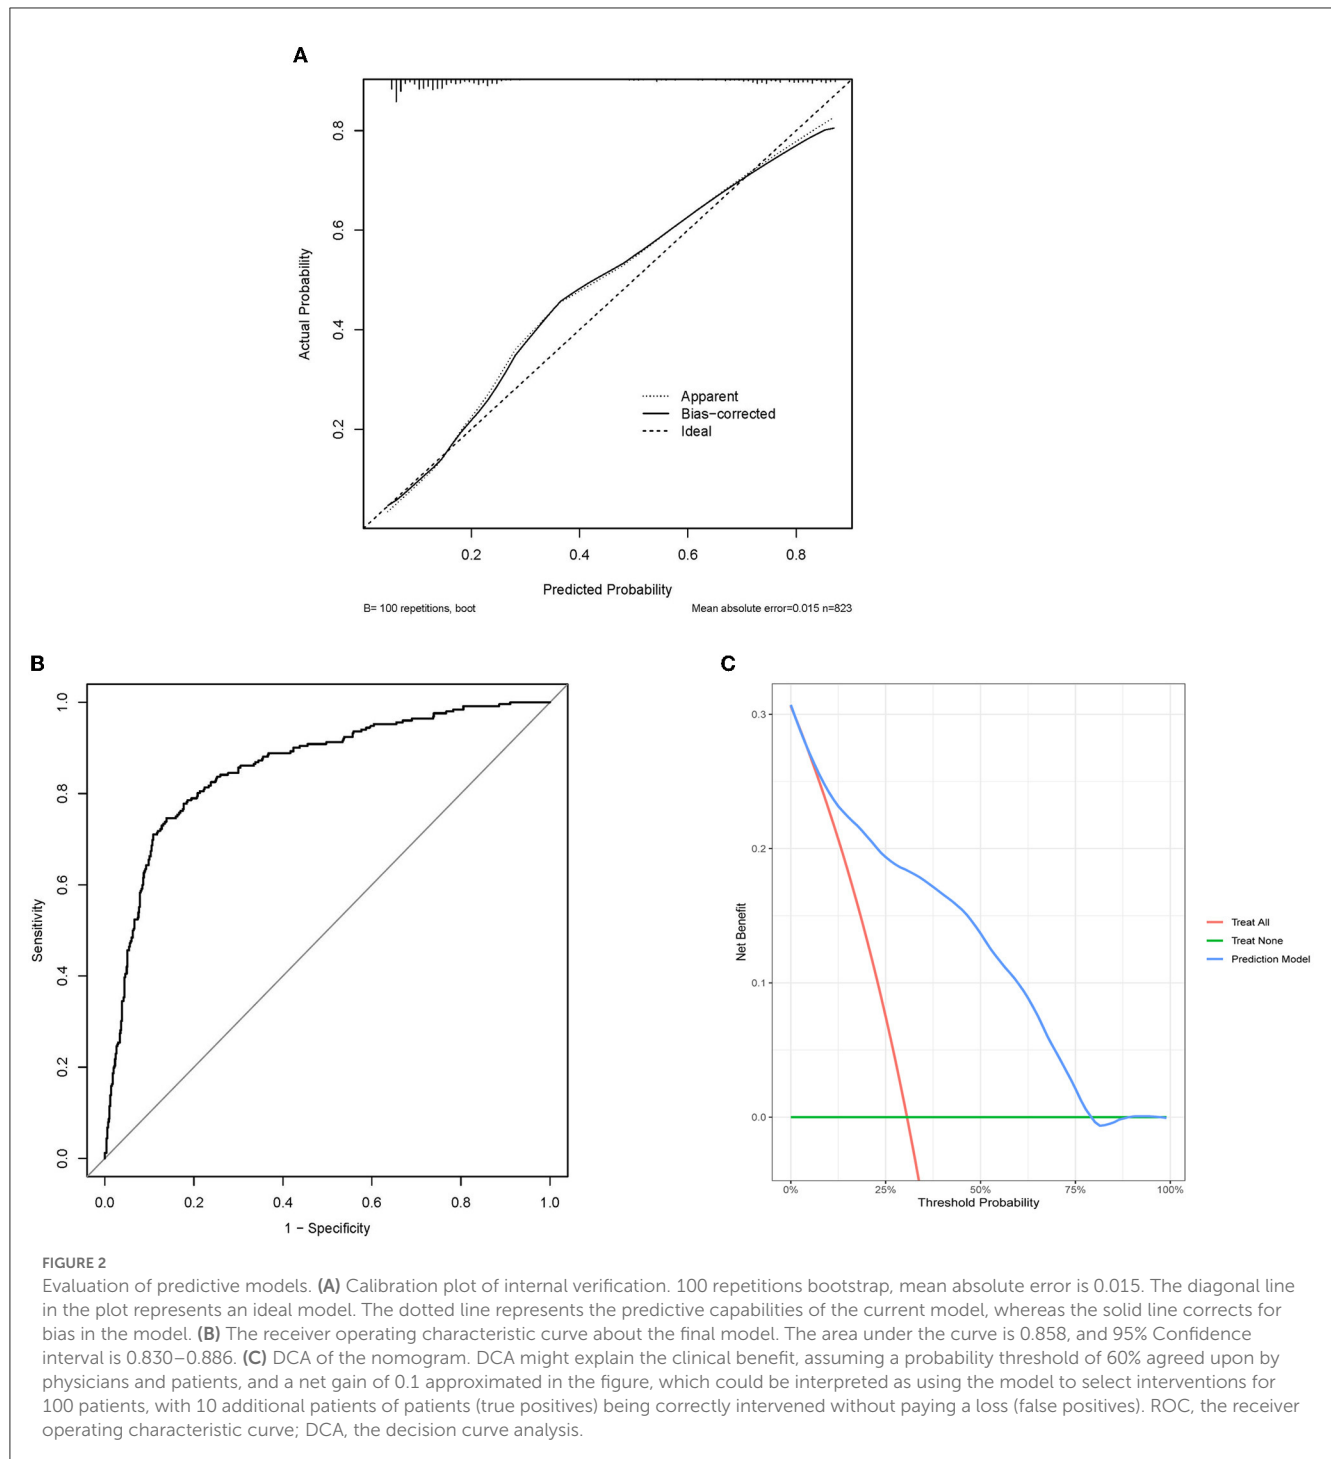 A
Actual Probability
0.8
0.6
0.4
0.2
Apparent
Bias-corrected
Ideal
0.2 0.4 0.6 0.8
Predicted Probability
B= 100 repetitions, boot Mean absolute error=0.015 n=823
B
Sensitivity
1.0
0.8
0.6
0.4
0.2
0.0
0.0 0.2 0.4 0.6 0.8 1.0
1 - Specificity
C
Net Benefit
0.3
0.2
0.1
0.0
Treat All
Treat None
Prediction Model
0% 25% 50% 75% 100%
Threshold Probability
FIGURE 2
Evaluation of predictive models. (A) Calibration plot of internal verification. 100 repetitions bootstrap, mean absolute error is 0.015. The diagonal line
in the plot represents an ideal model. The dotted line represents the predictive capabilities of the current model, whereas the solid line corrects for
bias in the model. (B) The receiver operating characteristic curve about the final model. The area under the curve is 0.858, and 95% Confidence
interval is 0.830–0.886. (C) DCA of the nomogram. DCA might explain the clinical benefit, assuming a probability threshold of 60% agreed upon by
physicians and patients, and a net gain of 0.1 approximated in the figure, which could be interpreted as using the model to select interventions for
100 patients, with 10 additional patients of patients (true positives) being correctly intervened without paying a loss (false positives). ROC, the receiver
operating characteristic curve; DCA, the decision curve analysis.